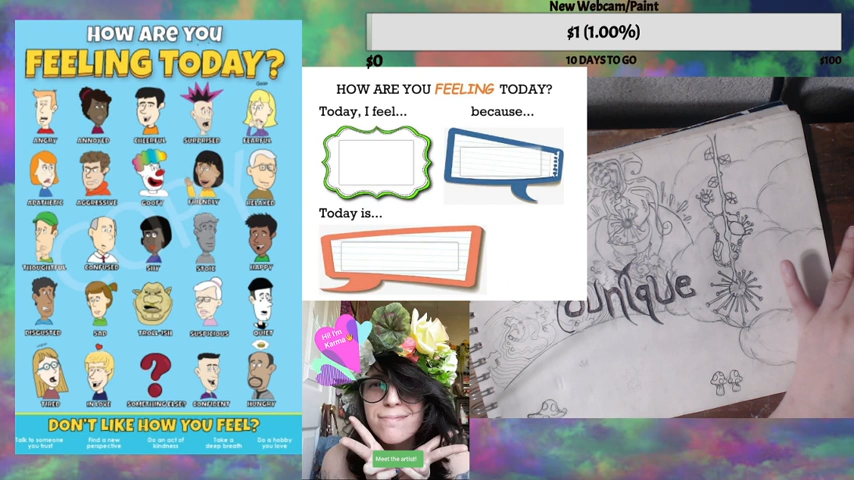 HOW ARE YOU
FEELING TODAY?
ANGRY
ANNOYED
CHEERFUL
SURPRISED
FEARFUL
APATHETIC
AGGRESSIVE
GOOFY
FRIENDLY
RELAXED
THOUGHTFUL
CONFUSED
SHY
STOIC
HAPPY
DISGUSTED
SAD
TROLL-ISH
SUSPICIOUS
QUIET
TIRED
IN LOVE
SOMETHING ELSE?
CONFIDENT
HUNGRY
DON'T LIKE HOW YOU FEEL?
Talk to someone
you trust
Find a new
perspective
Do an act of
kindness
Take a
deep breath
Do a hobby
you love
COPY
New Webcam/Paint
$1 (1.00%)
$0
10 DAYS TO GO
$100
HOW ARE YOU FEELING TODAY?
Today, I feel...
because...
Today is...
Hi! I'm
Karma
Meet the artist!
ounique